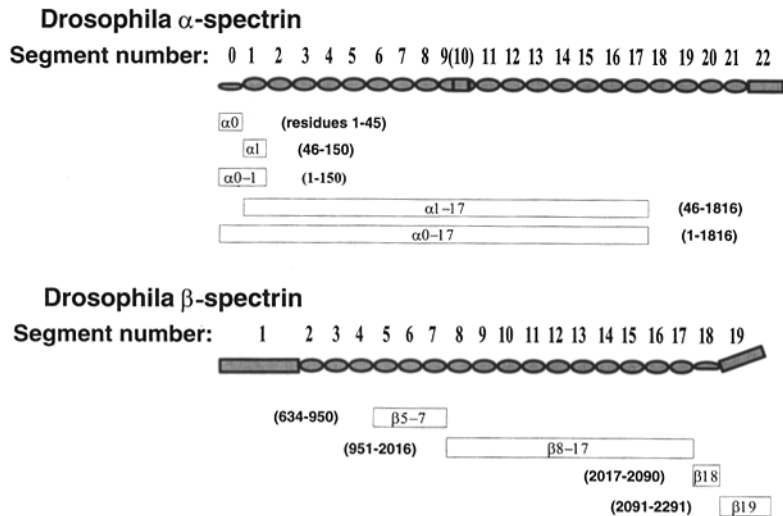 Drosophila α-spectrin
Segment number: 0 1 2 3 4 5 6 7 8 9(10) 11 12 13 14 15 16 17 18 19 20 21 22
α0 (residues 1-45)
α1 (46-150)
α0–1 (1-150)
α1–17 (46-1816)
α0–17 (1-1816)
Drosophila β-spectrin
Segment number: 1 2 3 4 5 6 7 8 9 10 11 12 13 14 15 16 17 18 19
(634-950) β5–7
(951-2016) β8–17
(2017-2090) β18
(2091-2291) β19